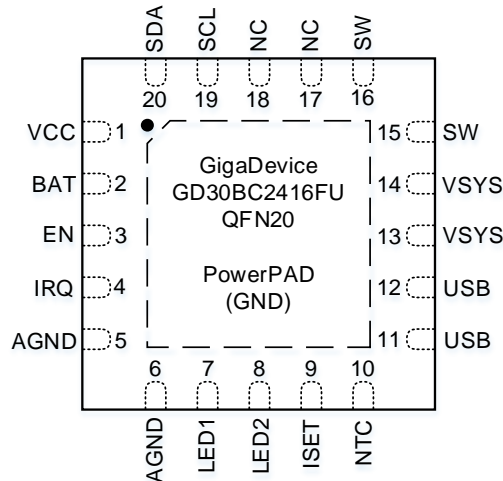 SDA
SCL
NC
NC
SW
20
19
18
17
16
VCC 1
BAT 2
EN 3
IRQ 4
AGND 5
15 SW
14 VSYS
13 VSYS
12 USB
11 USB
GigaDevice
GD30BC2416FU
QFN20
PowerPAD
(GND)
6
7
8
9
10
AGND
LED1
LED2
ISET
NTC